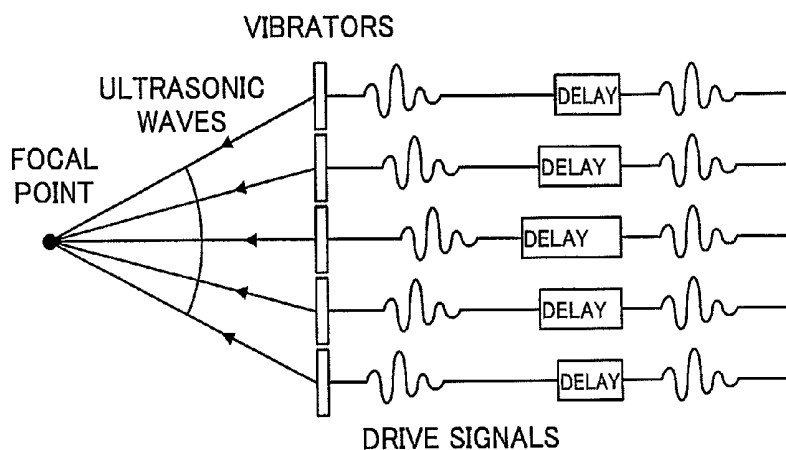 VIBRATORS
ULTRASONIC
WAVES
FOCAL
POINT
DELAY
DELAY
DELAY
DELAY
DELAY
DRIVE SIGNALS